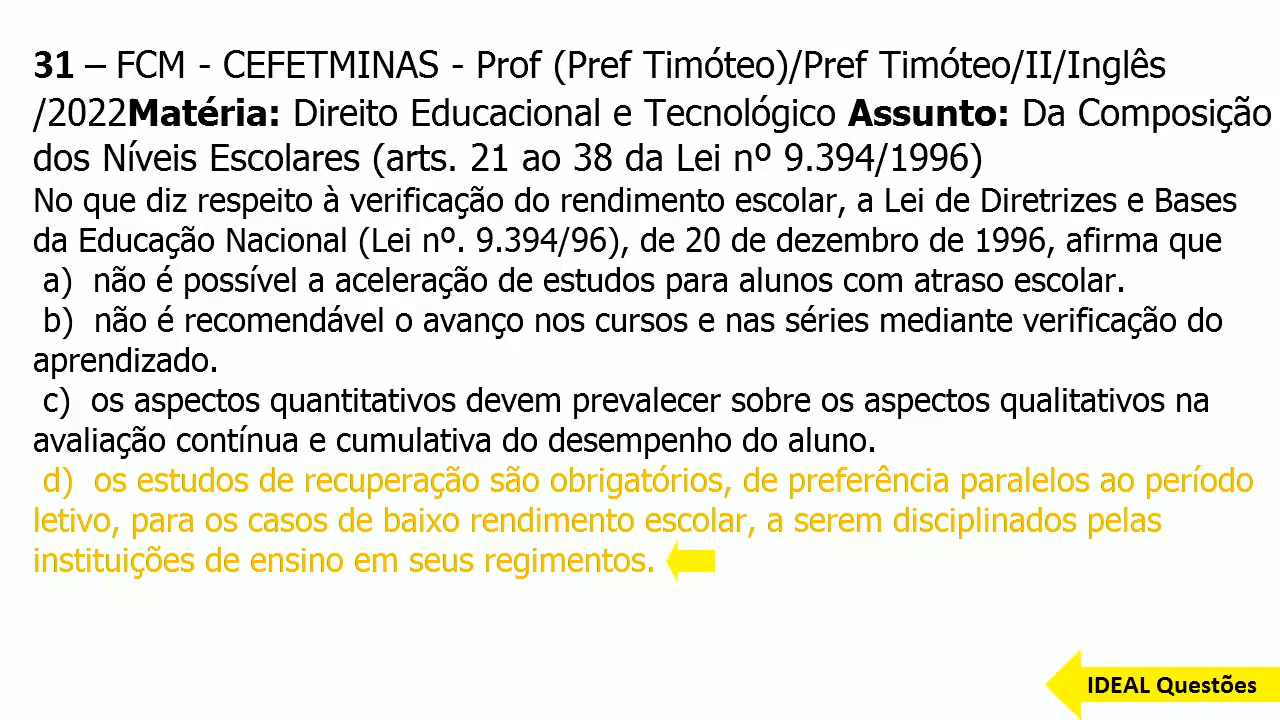 31 – FCM - CEFETMINAS - Prof (Pref Timóteo)/Pref Timóteo/II/Inglês
/2022Matéria: Direito Educacional e Tecnológico Assunto: Da Composição
dos Níveis Escolares (arts. 21 ao 38 da Lei nº 9.394/1996)
No que diz respeito à verificação do rendimento escolar, a Lei de Diretrizes e Bases
da Educação Nacional (Lei nº. 9.394/96), de 20 de dezembro de 1996, afirma que
a) não é possível a aceleração de estudos para alunos com atraso escolar.
b) não é recomendável o avanço nos cursos e nas séries mediante verificação do
aprendizado.
c) os aspectos quantitativos devem prevalecer sobre os aspectos qualitativos na
avaliação contínua e cumulativa do desempenho do aluno.
d) os estudos de recuperação são obrigatórios, de preferência paralelos ao período
letivo, para os casos de baixo rendimento escolar, a serem disciplinados pelas
instituições de ensino em seus regimentos.
IDEAL Questões